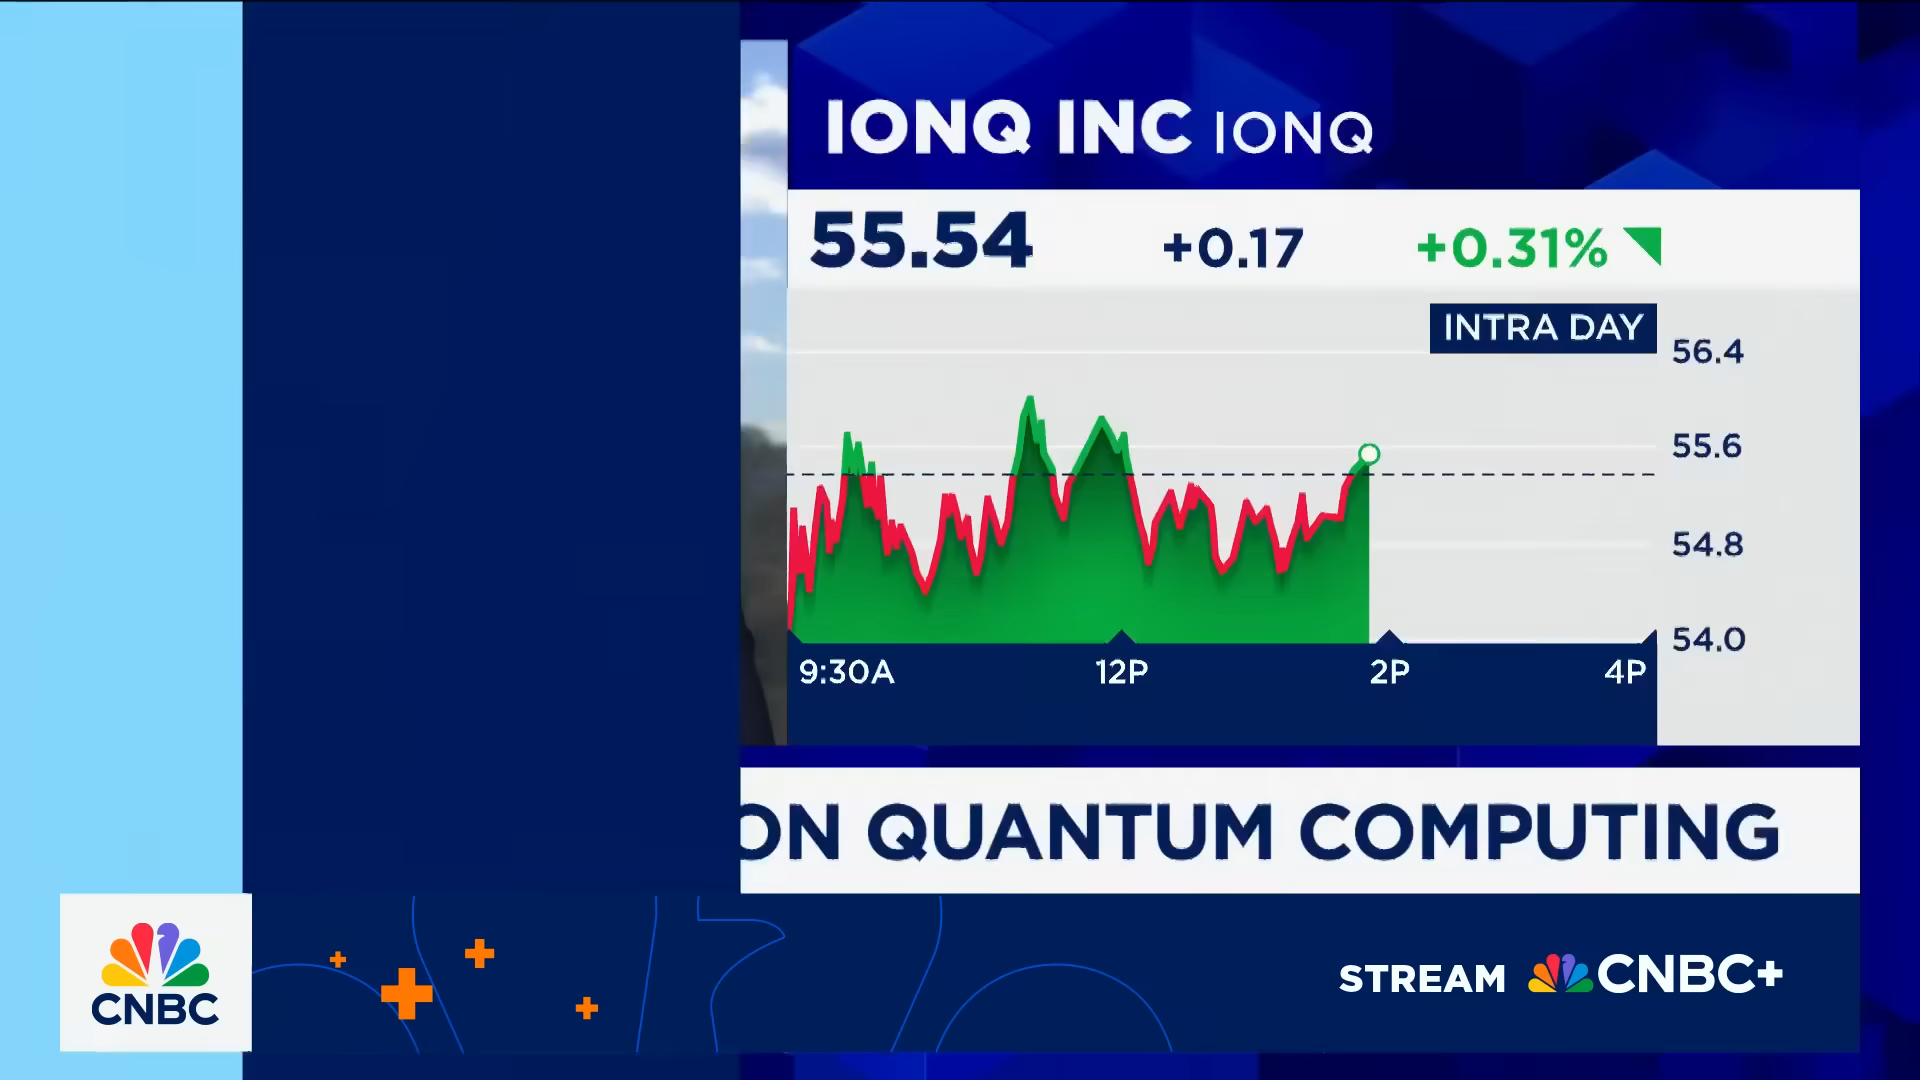 IONQ INC IONQ
55.54 +0.17 +0.31%
INTRA DAY
56.4
55.6
54.8
54.0
9:30A 12P 2P 4P
ON QUANTUM COMPUTING
STREAM CNBC+
CNBC